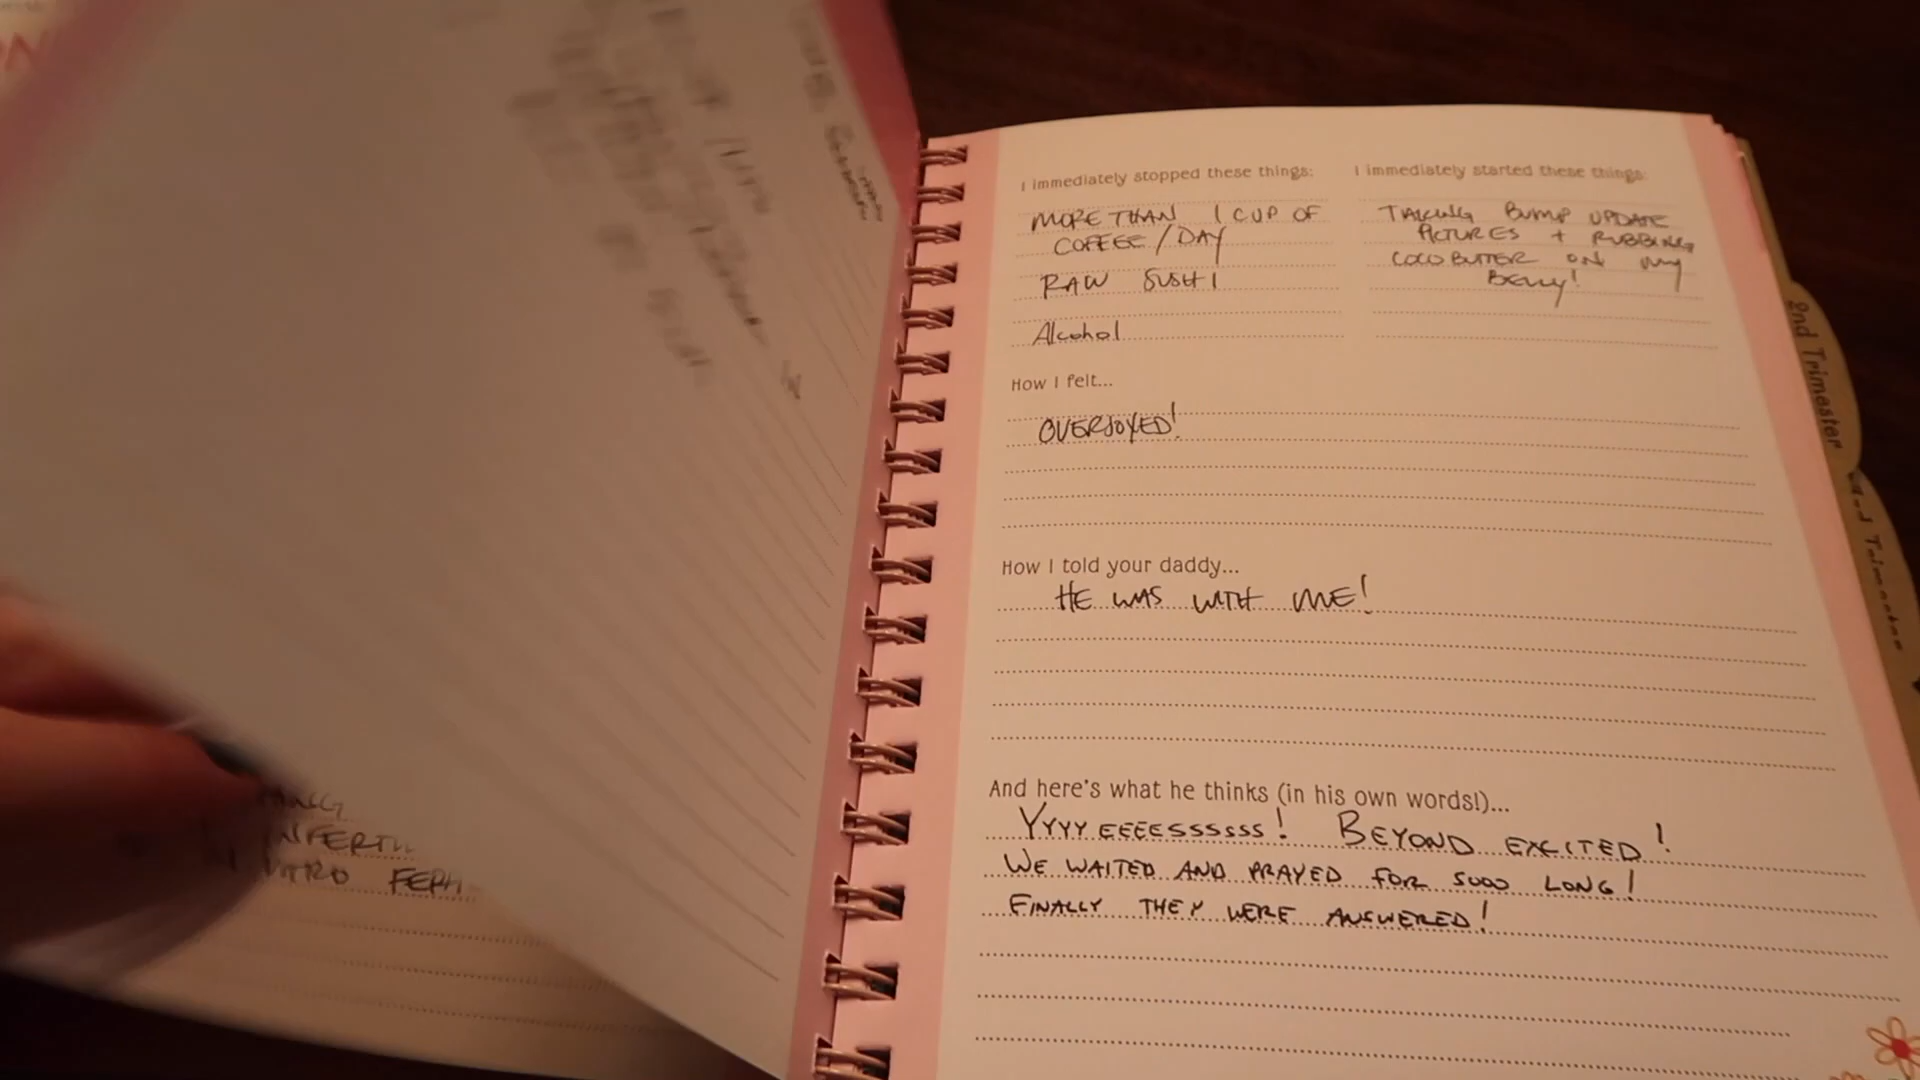 I immediately stopped these things:
MORE THAN 1 CUP OF
COFFEE / DAY
RAW SUSHI
Alcohol
I immediately started these things:
TAKING BUMP UPDATE
PICTURES + RUBBING
COCO BUTTER ON MY
BELLY!
How I felt...
OVERJOYED!
How I told your daddy...
HE WAS WITH ME!
And here's what he thinks (in his own words!)...
YYYYEEEESSSSSS! BEYOND EXCITED!
WE WAITED AND PRAYED FOR SOOO LONG!
FINALLY THEY WERE ANSWERED!
2nd Trimester